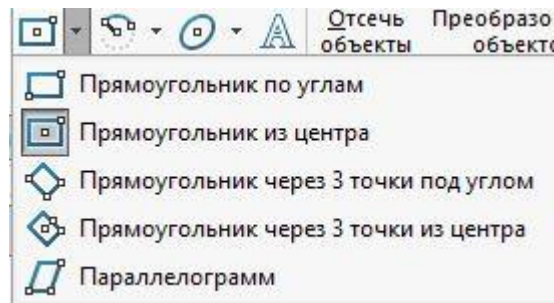 Отсечь Преобразо
объекты объекто
Прямоугольник по углам
Прямоугольник из центра
Прямоугольник через 3 точки под углом
Прямоугольник через 3 точки из центра
Параллелограмм